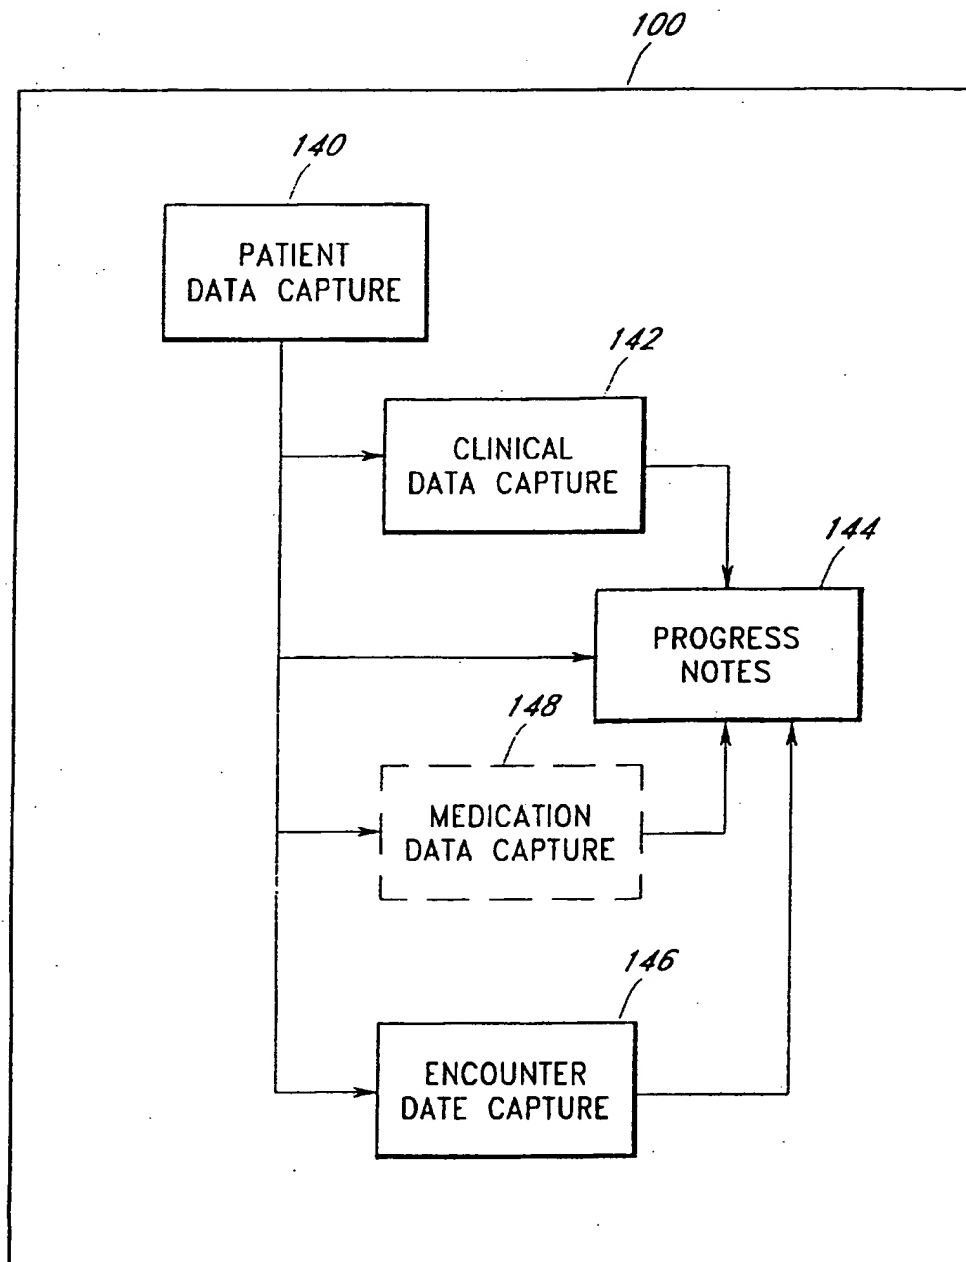 100
140
PATIENT
DATA CAPTURE
142
CLINICAL
DATA CAPTURE
144
PROGRESS
NOTES
148
MEDICATION
DATA CAPTURE
146
ENCOUNTER
DATE CAPTURE